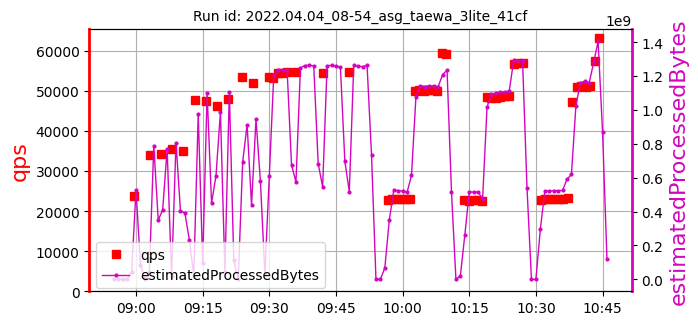 Run id: 2022.04.04_08-54_asg_taewa_3lite_41cf
1e9
60000
50000
40000
30000
20000
10000
0
qps
1.4
1.2
1.0
0.8
0.6
0.4
0.2
0.0
estimatedProcessedBytes
qps
estimatedProcessedBytes
09:00 09:15 09:30 09:45 10:00 10:15 10:30 10:45